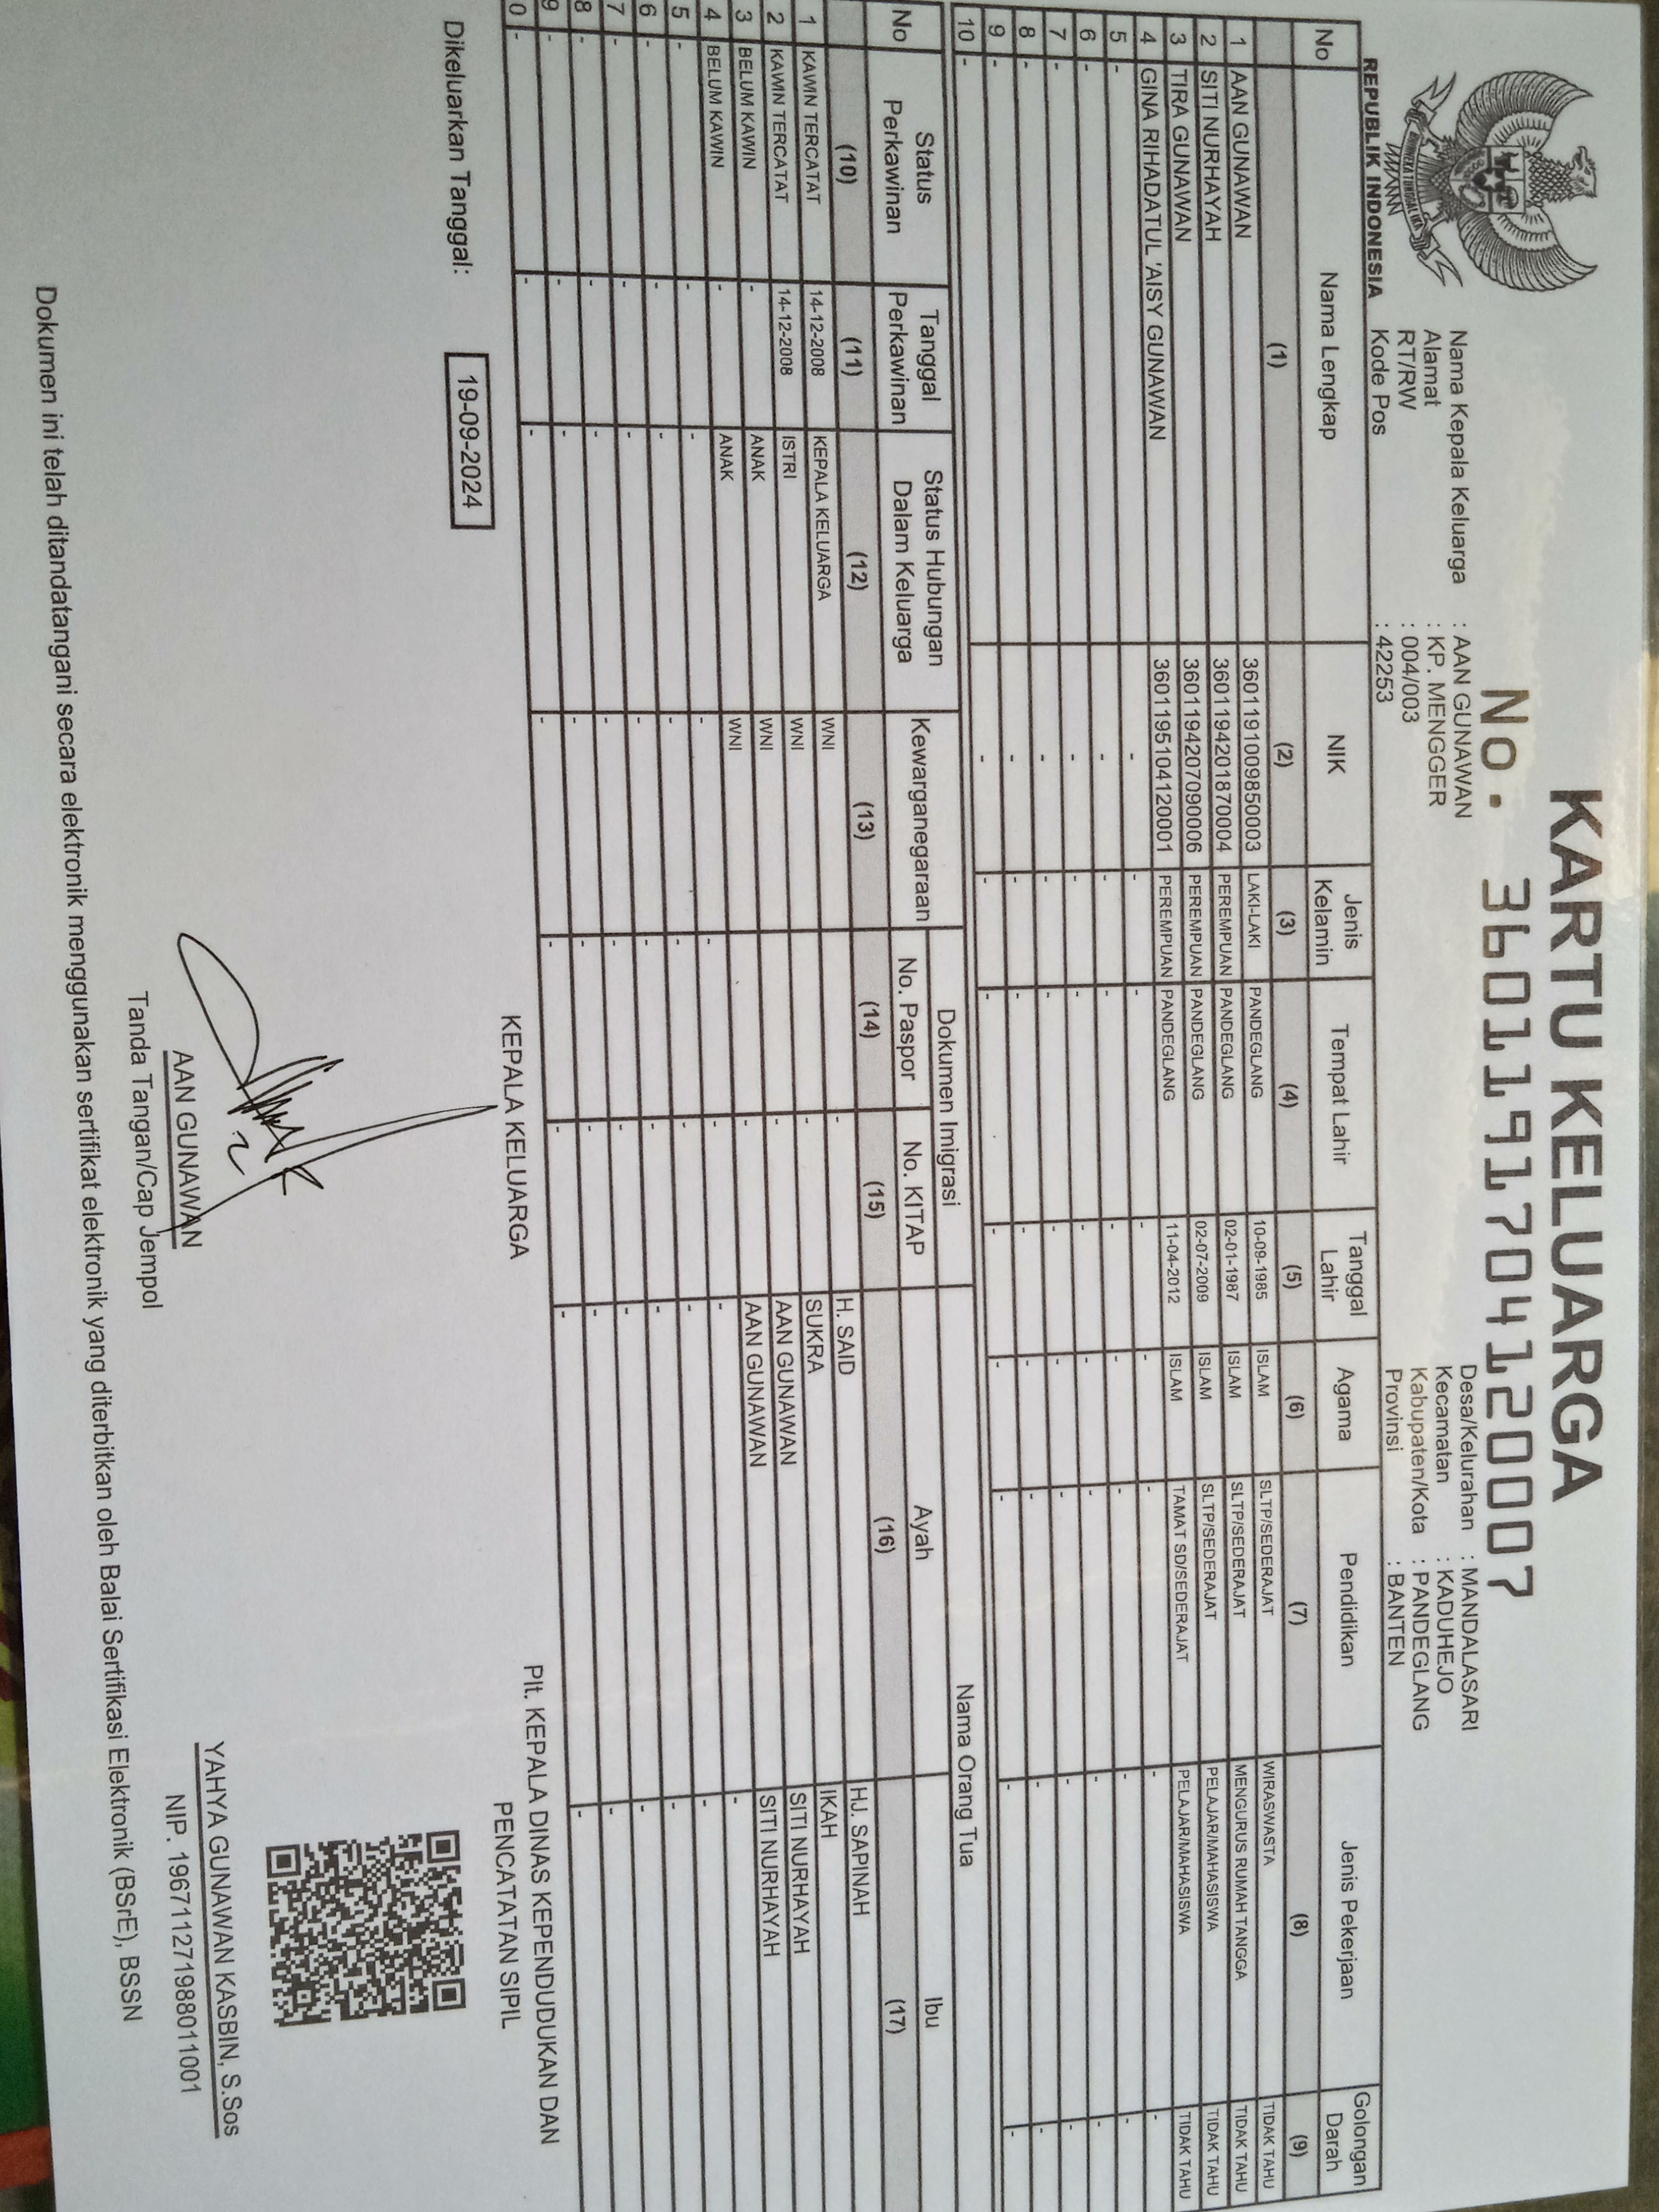 KARTU KELUARGA
No. 3601191704120007
REPUBLIK INDONESIA
Nama Kepala Keluarga : AAN GUNAWAN
Alamat : KP. MENGGER
RT/RW : 004/003
Kode Pos : 42253
Desa/Kelurahan : MANDALASARI
Kecamatan : KADUHEJO
Kabupaten/Kota : PANDEGLANG
Provinsi : BANTEN
No Nama Lengkap NIK Jenis Kelamin Tempat Lahir Tanggal Lahir Agama Pendidikan Jenis Pekerjaan Golongan Darah
(1) (2) (3) (4) (5) (6) (7) (8) (9)
1 AAN GUNAWAN 3601191009850003 LAKI-LAKI PANDEGLANG 10-09-1985 ISLAM SLTP/SEDERAJAT WIRASWASTA TIDAK TAHU
2 SITI NURHAYAH 3601194201870004 PEREMPUAN PANDEGLANG 02-01-1987 ISLAM SLTP/SEDERAJAT MENGURUS RUMAH TANGGA TIDAK TAHU
3 TIRA GUNAWAN 3601194207090006 PEREMPUAN PANDEGLANG 02-07-2009 ISLAM SLTP/SEDERAJAT PELAJAR/MAHASISWA TIDAK TAHU
4 GINA RIHADATUL 'AISY GUNAWAN 3601195104120001 PEREMPUAN PANDEGLANG 11-04-2012 ISLAM TAMAT SD/SEDERAJAT PELAJAR/MAHASISWA TIDAK TAHU
5 - - - - - - - - -
6 - - - - - - - - -
7 - - - - - - - - -
8 - - - - - - - - -
9 - - - - - - - - -
10 - - - - - - - - -
No Status Perkawinan Tanggal Perkawinan Status Hubungan Dalam Keluarga Kewarganegaraan Dokumen Imigrasi Nama Orang Tua
No. Paspor No. KITAP Ayah Ibu
(10) (11) (12) (13) (14) (15) (16) (17)
1 KAWIN TERCATAT 14-12-2008 KEPALA KELUARGA WNI - H. SAID HJ. SAPINAH
2 KAWIN TERCATAT 14-12-2008 ISTRI WNI - SUKRA IKAH
3 BELUM KAWIN - ANAK WNI - AAN GUNAWAN SITI NURHAYAH
4 BELUM KAWIN - ANAK WNI - AAN GUNAWAN SITI NURHAYAH
5 - - - - - - - -
6 - - - - - - - -
7 - - - - - - - -
8 - - - - - - - -
9 - - - - - - - -
0 - - - - - - - -
Dikeluarkan Tanggal: 19-09-2024
KEPALA KELUARGA
AAN GUNAWAN
Tanda Tangan/Cap Jempol
Plt. KEPALA DINAS KEPENDUDUKAN DAN
PENCATATAN SIPIL
YAHYA GUNAWAN KASBIN, S.Sos
NIP. 196711271988011001
Dokumen ini telah ditandatangani secara elektronik menggunakan sertifikat elektronik yang diterbitkan oleh Balai Sertifikasi Elektronik (BSrE), BSSN